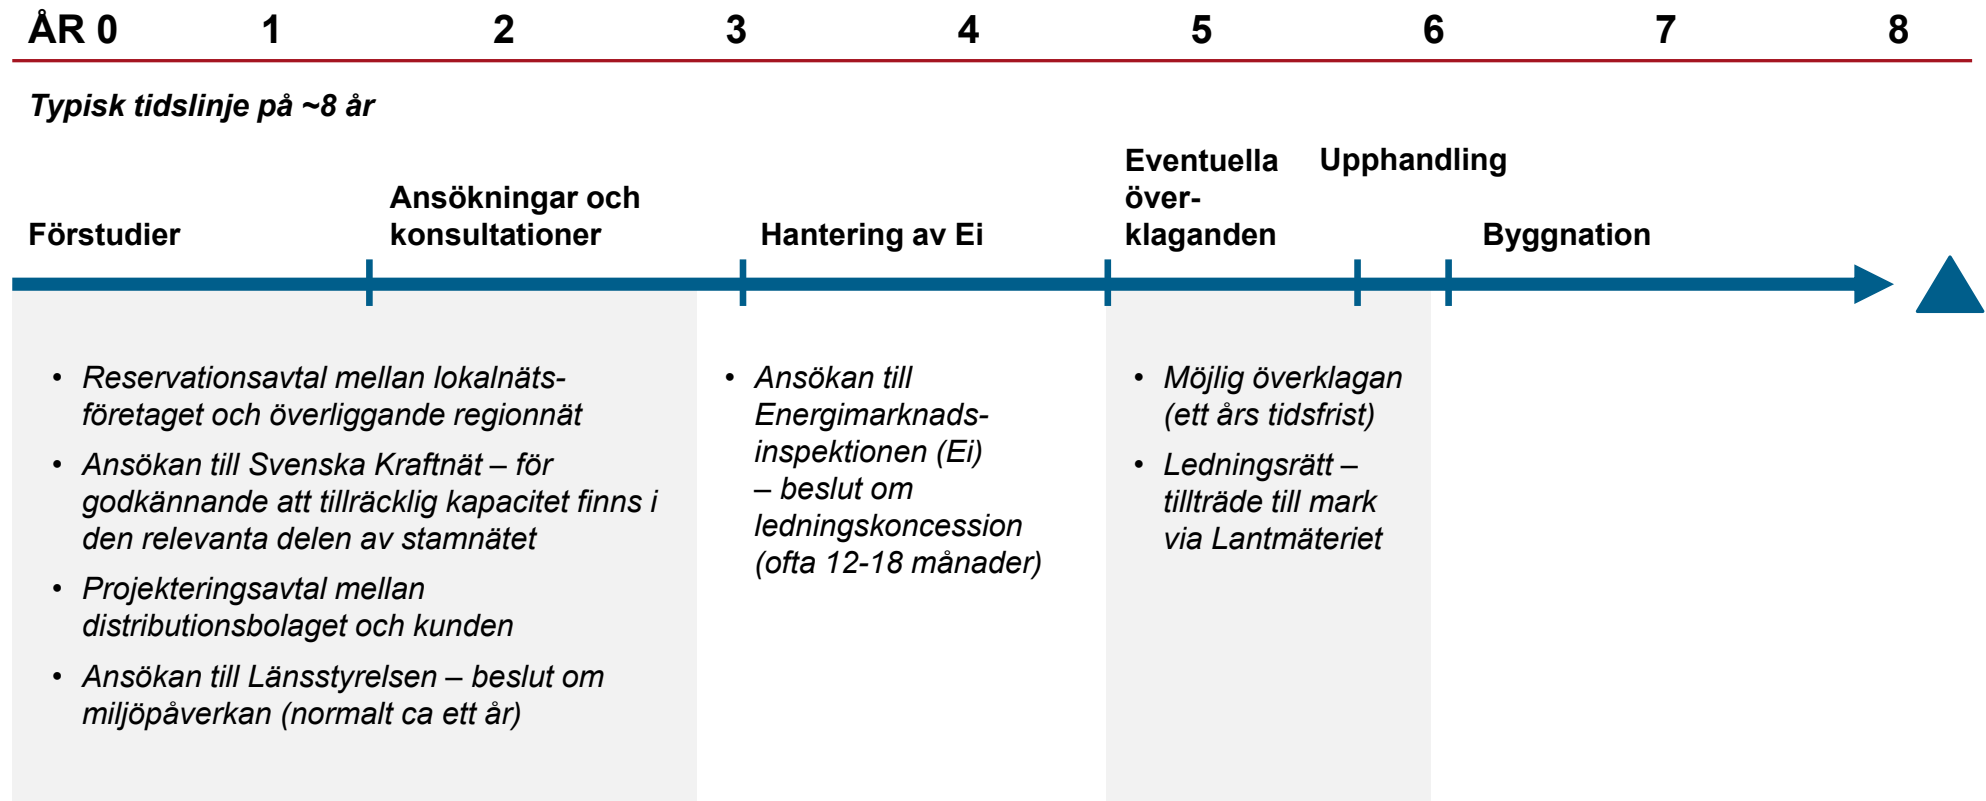 ÅR 0 1 2 3 4 5 6 7 8
Typisk tidslinje på ~8 år
Förstudier
Ansökningar och
konsultationer
Hantering av Ei
Eventuella
över-
klaganden
Upphandling
Byggnation
• Reservationsavtal mellan lokalnäts-
företaget och överliggande regionnät
• Ansökan till Svenska Kraftnät – för
godkännande att tillräcklig kapacitet finns i
den relevanta delen av stamnätet
• Projekteringsavtal mellan
distributionsbolaget och kunden
• Ansökan till Länsstyrelsen – beslut om
miljöpåverkan (normalt ca ett år)
• Ansökan till
Energimarknads-
inspektionen (Ei)
– beslut om
ledningskoncession
(ofta 12-18 månader)
• Möjlig överklagan
(ett års tidsfrist)
• Ledningsrätt –
tillträde till mark
via Lantmäteriet